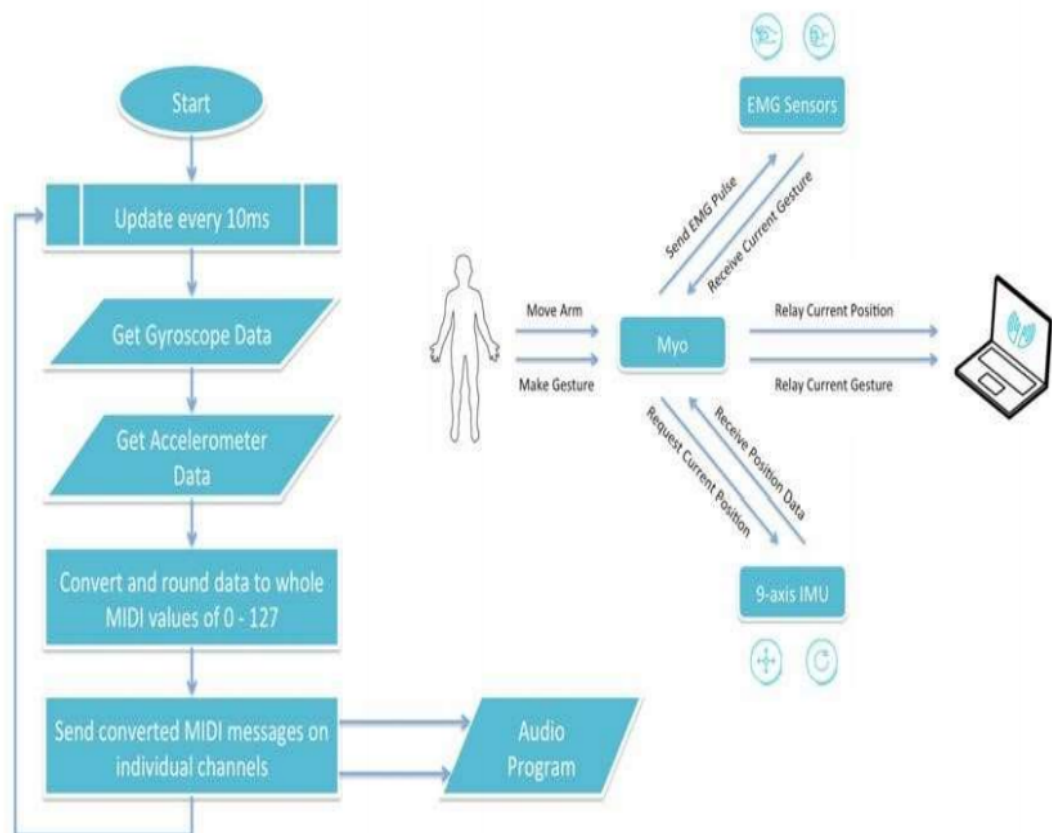 Start
Update every 10ms
Get Gyroscope Data
Get Accelerometer
Data
Convert and round data to whole
MIDI values of 0 - 127
Send converted MIDI messages on
individual channels
Audio
Program
EMG Sensors
Send EMG Pulse
Receive Current Gesture
Move Arm
Make Gesture
Myo
Relay Current Position
Relay Current Gesture
Request Current Position
Receive Position Data
9-axis IMU